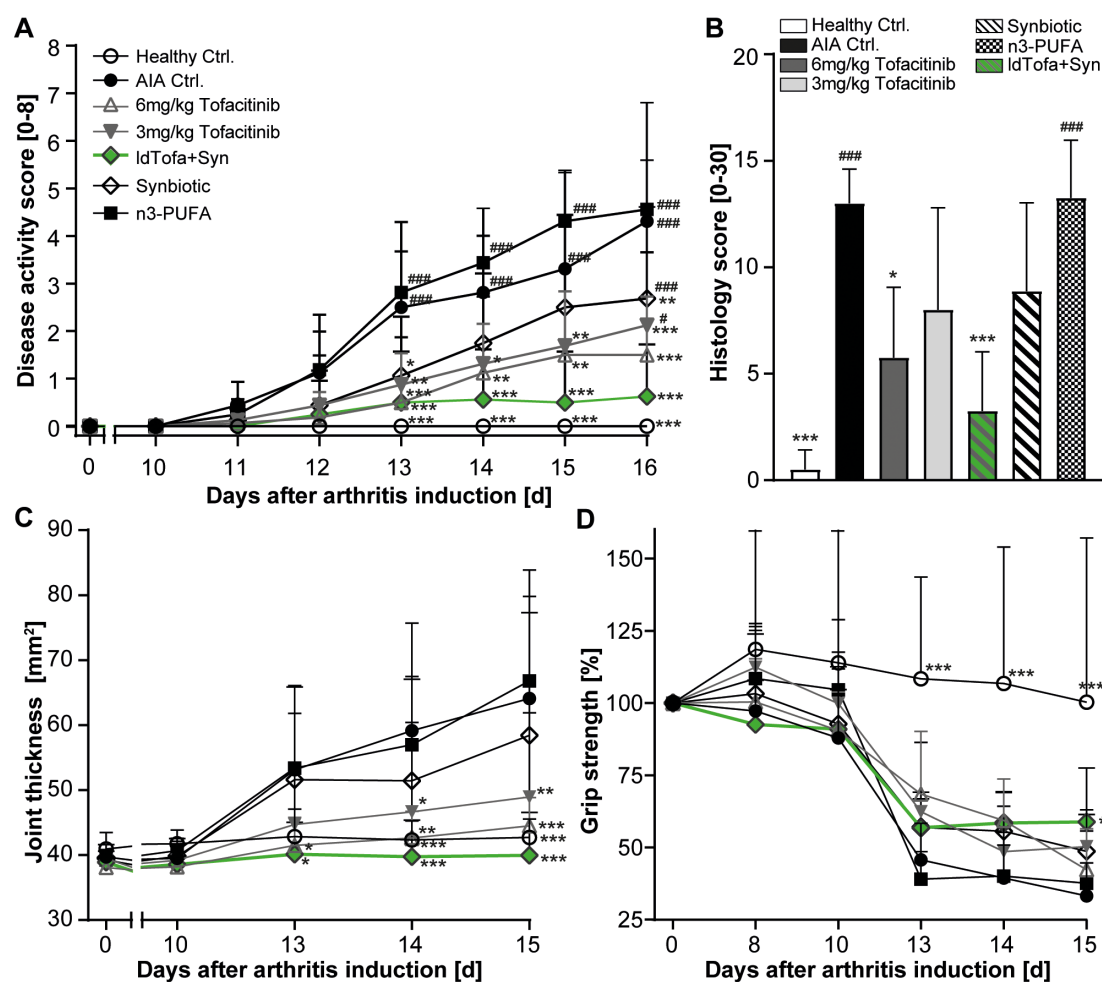 A
Disease activity score [0-8]
8
7
6
5
4
3
2
1
0
Healthy Ctrl.
AIA Ctrl.
6mg/kg Tofacitinib
3mg/kg Tofacitinib
ldTofa+Syn
Synbiotic
n3-PUFA
###
###
###
###
###
###
###
###
###
**
#
***
***
***
***
*
**
***
***
***
*
**
***
***
**
**
***
***
0 10 11 12 13 14 15 16
Days after arthritis induction [d]
B
Healthy Ctrl.
AIA Ctrl.
6mg/kg Tofacitinib
3mg/kg Tofacitinib
Synbiotic
n3-PUFA
ldTofa+Syn
Histology score [0-30]
20
15
10
5
0
***
###
*
***
###
C
Joint thickness [mm²]
90
80
70
60
50
40
30
*
*
*
**
***
***
**
***
***
***
0 10 13 14 15
Days after arthritis induction [d]
D
Grip strength [%]
150
125
100
75
50
25
***
***
***
*
0 8 10 13 14 15
Days after arthritis induction [d]